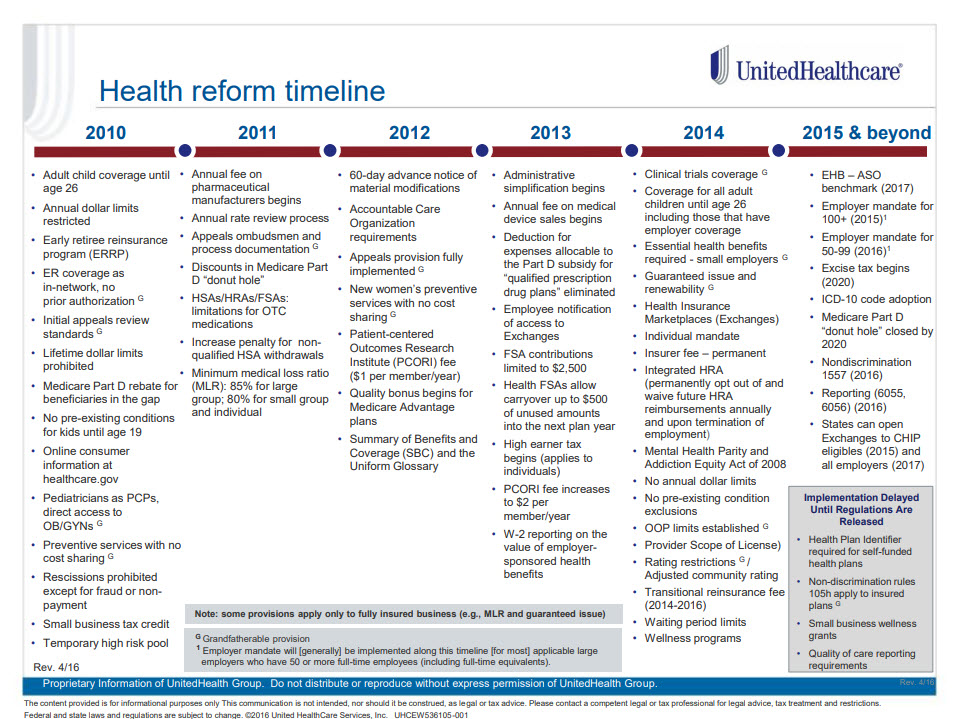 Health reform timeline
UnitedHealthcare®
2010
2011
2012
2013
2014
2015 & beyond
• Adult child coverage until
age 26
• Annual dollar limits
restricted
• Early retiree reinsurance
program (ERRP)
• ER coverage as
in-network, no
prior authorization G
• Initial appeals review
standards G
• Lifetime dollar limits
prohibited
• Medicare Part D rebate for
beneficiaries in the gap
• No pre-existing conditions
for kids until age 19
• Online consumer
information at
healthcare.gov
• Pediatricians as PCPs,
direct access to
OB/GYNs G
• Preventive services with no
cost sharing G
• Rescissions prohibited
except for fraud or non-
payment
• Small business tax credit
• Temporary high risk pool
Rev. 4/16
• Annual fee on
pharmaceutical
manufacturers begins
• Annual rate review process
• Appeals ombudsmen and
process documentation G
• Discounts in Medicare Part
D “donut hole”
• HSAs/HRAs/FSAs:
limitations for OTC
medications
• Increase penalty for non-
qualified HSA withdrawals
• Minimum medical loss ratio
(MLR): 85% for large
group; 80% for small group
and individual
• 60-day advance notice of
material modifications
• Accountable Care
Organization
requirements
• Appeals provision fully
implemented G
• New women’s preventive
services with no cost
sharing G
• Patient-centered
Outcomes Research
Institute (PCORI) fee
($1 per member/year)
• Quality bonus begins for
Medicare Advantage
plans
• Summary of Benefits and
Coverage (SBC) and the
Uniform Glossary
• Administrative
simplification begins
• Annual fee on medical
device sales begins
• Deduction for
expenses allocable to
the Part D subsidy for
“qualified prescription
drug plans” eliminated
• Employee notification
of access to
Exchanges
• FSA contributions
limited to $2,500
• Health FSAs allow
carryover up to $500
of unused amounts
into the next plan year
• High earner tax
begins (applies to
individuals)
• PCORI fee increases
to $2 per
member/year
• W-2 reporting on the
value of employer-
sponsored health
benefits
• Clinical trials coverage G
• Coverage for all adult
children until age 26
including those that have
employer coverage
• Essential health benefits
required - small employers G
• Guaranteed issue and
renewability G
• Health Insurance
Marketplaces (Exchanges)
• Individual mandate
• Insurer fee – permanent
• Integrated HRA
(permanently opt out of and
waive future HRA
reimbursements annually
and upon termination of
employment)
• Mental Health Parity and
Addiction Equity Act of 2008
• No annual dollar limits
• No pre-existing condition
exclusions
• OOP limits established G
• Provider Scope of License)
• Rating restrictions G /
Adjusted community rating
• Transitional reinsurance fee
(2014-2016)
• Waiting period limits
• Wellness programs
• EHB – ASO
benchmark (2017)
• Employer mandate for
100+ (2015)1
• Employer mandate for
50-99 (2016)1
• Excise tax begins
(2020)
• ICD-10 code adoption
• Medicare Part D
“donut hole” closed by
2020
• Nondiscrimination
1557 (2016)
• Reporting (6055,
6056) (2016)
• States can open
Exchanges to CHIP
eligibles (2015) and
all employers (2017)
Implementation Delayed
Until Regulations Are
Released
• Health Plan Identifier
required for self-funded
health plans
• Non-discrimination rules
105h apply to insured
plans G
• Small business wellness
grants
• Quality of care reporting
requirements
Note: some provisions apply only to fully insured business (e.g., MLR and guaranteed issue)
G Grandfatherable provision
1 Employer mandate will [generally] be implemented along this timeline [for most] applicable large
employers who have 50 or more full-time employees (including full-time equivalents).
Proprietary Information of UnitedHealth Group. Do not distribute or reproduce without express permission of UnitedHealth Group.
Rev. 4/16
The content provided is for informational purposes only This communication is not intended, nor should it be construed, as legal or tax advice. Please contact a competent legal or tax professional for legal advice, tax treatment and restrictions.
Federal and state laws and regulations are subject to change. ©2016 United HealthCare Services, Inc. UHCEW536105-001